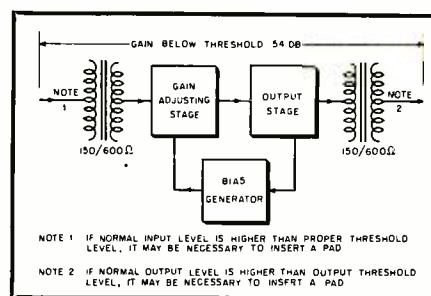 GAIN BELOW THRESHOLD 54 DB
NOTE
1
GAIN
ADJUSTING
STAGE
OUTPUT
STAGE
NOTE
2
150/600Ω
150/600Ω
BIAS
GENERATOR
NOTE 1 IF NORMAL INPUT LEVEL IS HIGHER THAN PROPER THRESHOLD
LEVEL, IT MAY BE NECESSARY TO INSERT A PAD
NOTE 2 IF NORMAL OUTPUT LEVEL IS HIGHER THAN OUTPUT THRESHOLD
LEVEL, IT MAY BE NECESSARY TO INSERT A PAD